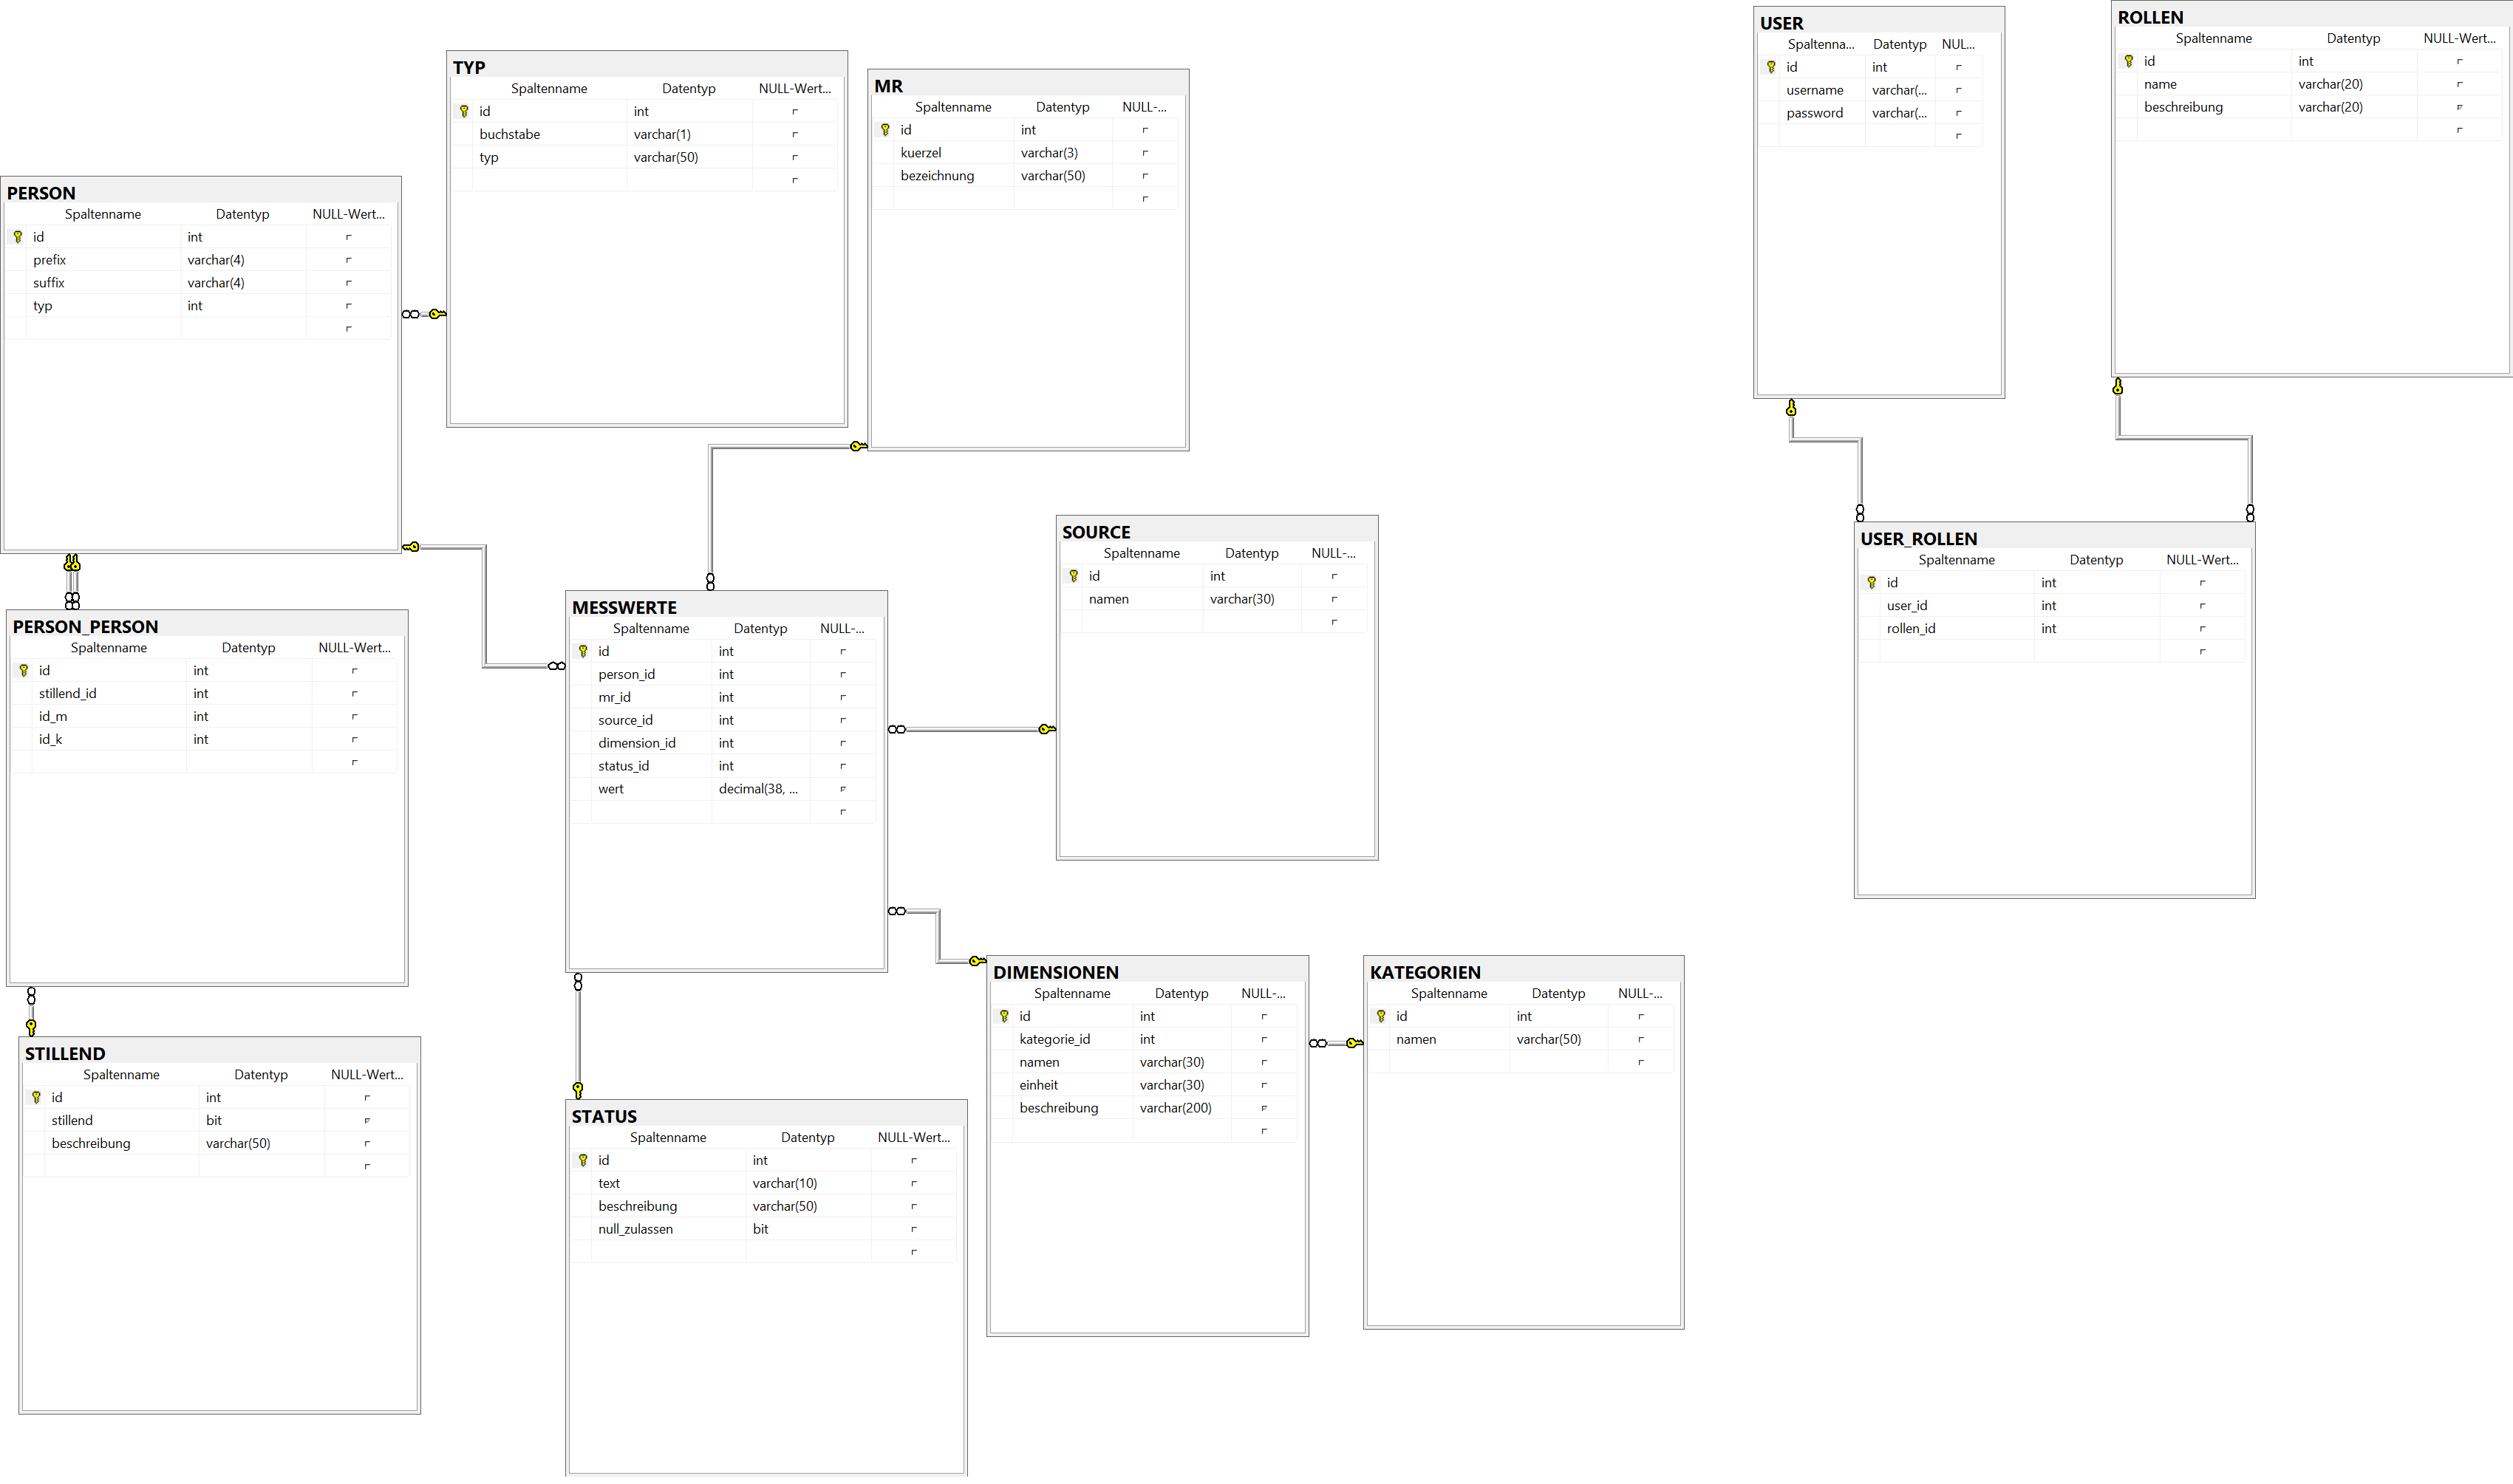 TYP
Spaltenname Datentyp NULL-Wert...
id int
buchstabe varchar(1)
typ varchar(50)
MR
Spaltenname Datentyp NULL-...
id int
kuerzel varchar(3)
bezeichnung varchar(50)
USER
Spaltenna... Datentyp NUL...
id int
username varchar(...
password varchar(...
ROLLEN
Spaltenname Datentyp NULL-Wert...
id int
name varchar(20)
beschreibung varchar(20)
PERSON
Spaltenname Datentyp NULL-Wert...
id int
prefix varchar(4)
suffix varchar(4)
typ int
SOURCE
Spaltenname Datentyp NULL-...
id int
namen varchar(30)
USER_ROLLEN
Spaltenname Datentyp NULL-Wert...
id int
user_id int
rollen_id int
PERSON_PERSON
Spaltenname Datentyp NULL-Wert...
id int
stillend_id int
id_m int
id_k int
MESSWERTE
Spaltenname Datentyp NULL-...
id int
person_id int
mr_id int
source_id int
dimension_id int
status_id int
wert decimal(38, ...
DIMENSIONEN
Spaltenname Datentyp NULL-...
id int
kategorie_id int
namen varchar(30)
einheit varchar(30)
beschreibung varchar(200)
KATEGORIEN
Spaltenname Datentyp NULL-...
id int
namen varchar(50)
STILLEND
Spaltenname Datentyp NULL-Wert...
id int
stillend bit
beschreibung varchar(50)
STATUS
Spaltenname Datentyp NULL-Wert...
id int
text varchar(10)
beschreibung varchar(50)
null_zulassen bit